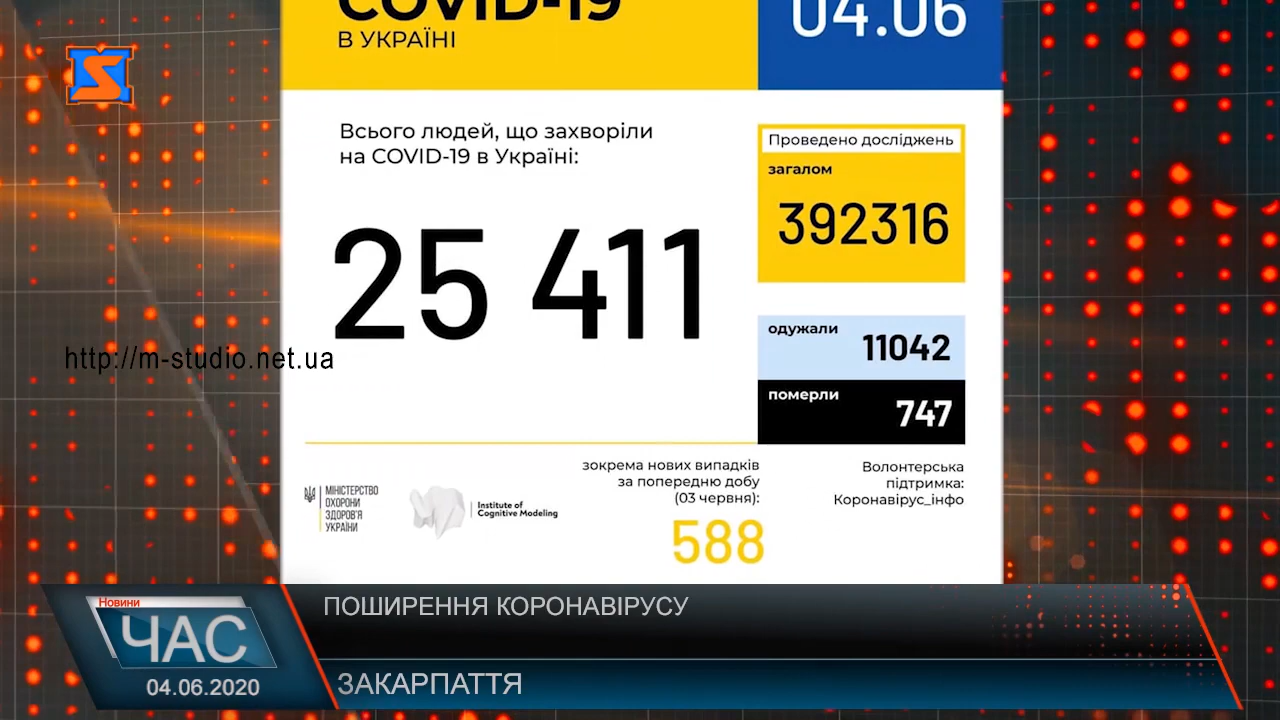 COVID-19
В УКРАЇНІ
04.06
Всього людей, що захворіли
на COVID-19 в Україні:
25 411
Проведено досліджень
загалом
392316
одужали
11042
померли
747
http://m-studio.net.ua
зокрема нових випадків
за попередню добу
(03 червня):
588
Волонтерська
підтримка:
Коронавірус_інфо
МІНІСТЕРСТВО
ОХОРОНИ
ЗДОРОВ'Я
УКРАЇНИ
Institute of
Cognitive Modeling
Новини
ЧАС
04.06.2020
ПОШИРЕННЯ КОРОНАВІРУСУ
ЗАКАРПАТТЯ